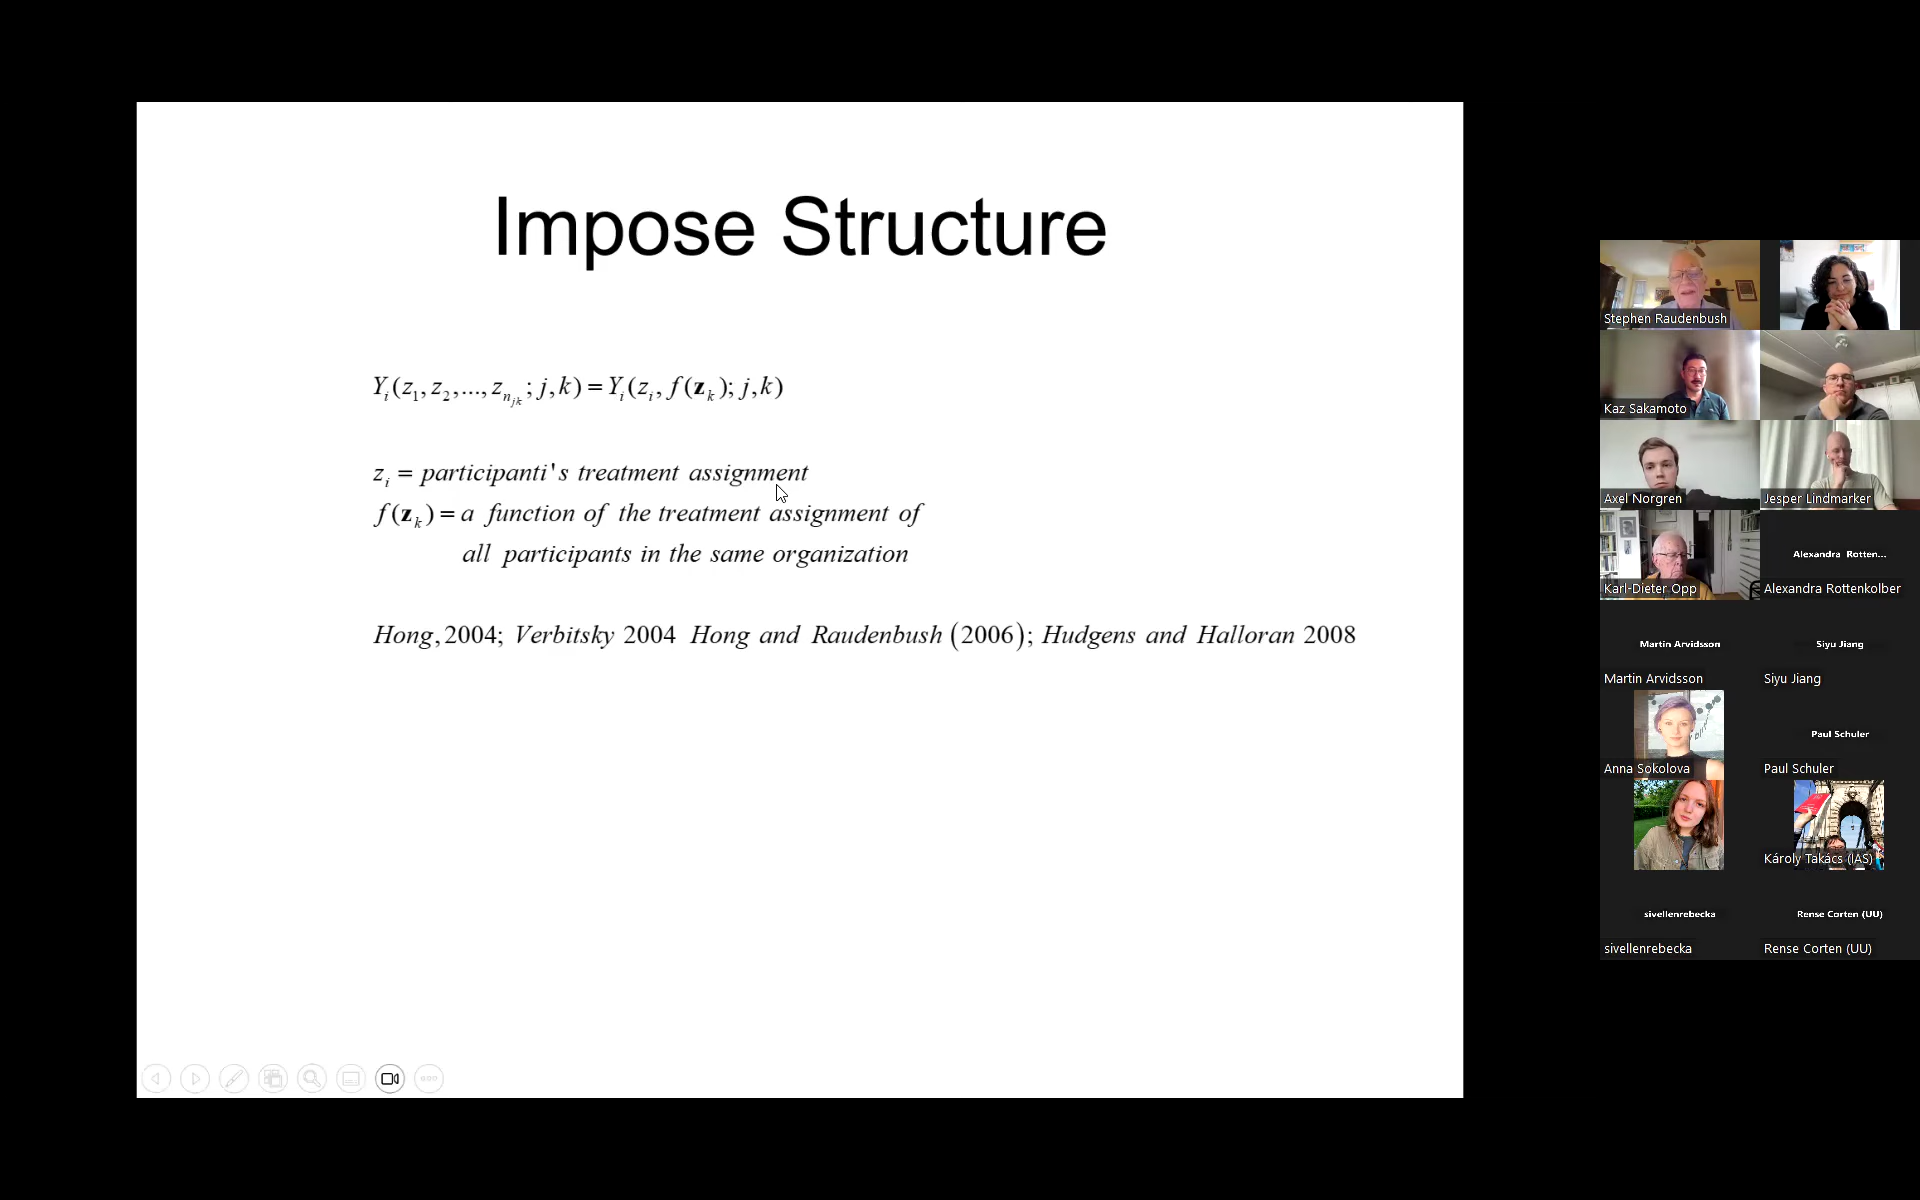 Impose Structure
Y_i(z_1, z_2,..., z_{n_{jk}}; j,k) = Y_i(z_i, f(𝐳_k); j,k)
z_i = participanti's treatment assignment
f(𝐳_k) = a function of the treatment assignment of
all participants in the same organization
Hong,2004; Verbitsky 2004 Hong and Raudenbush (2006); Hudgens and Halloran 2008
Stephen Raudenbush
Kaz Sakamoto
Axel Norgren
Jesper Lindmarker
Karl-Dieter Opp
Alexandra Rotten...
Alexandra Rottenkolber
Martin Arvidsson
Martin Arvidsson
Siyu Jiang
Siyu Jiang
Anna Sokolova
Paul Schuler
Paul Schuler
Károly Takács (IAS)
sivellenrebecka
sivellenrebecka
Rense Corten (UU)
Rense Corten (UU)